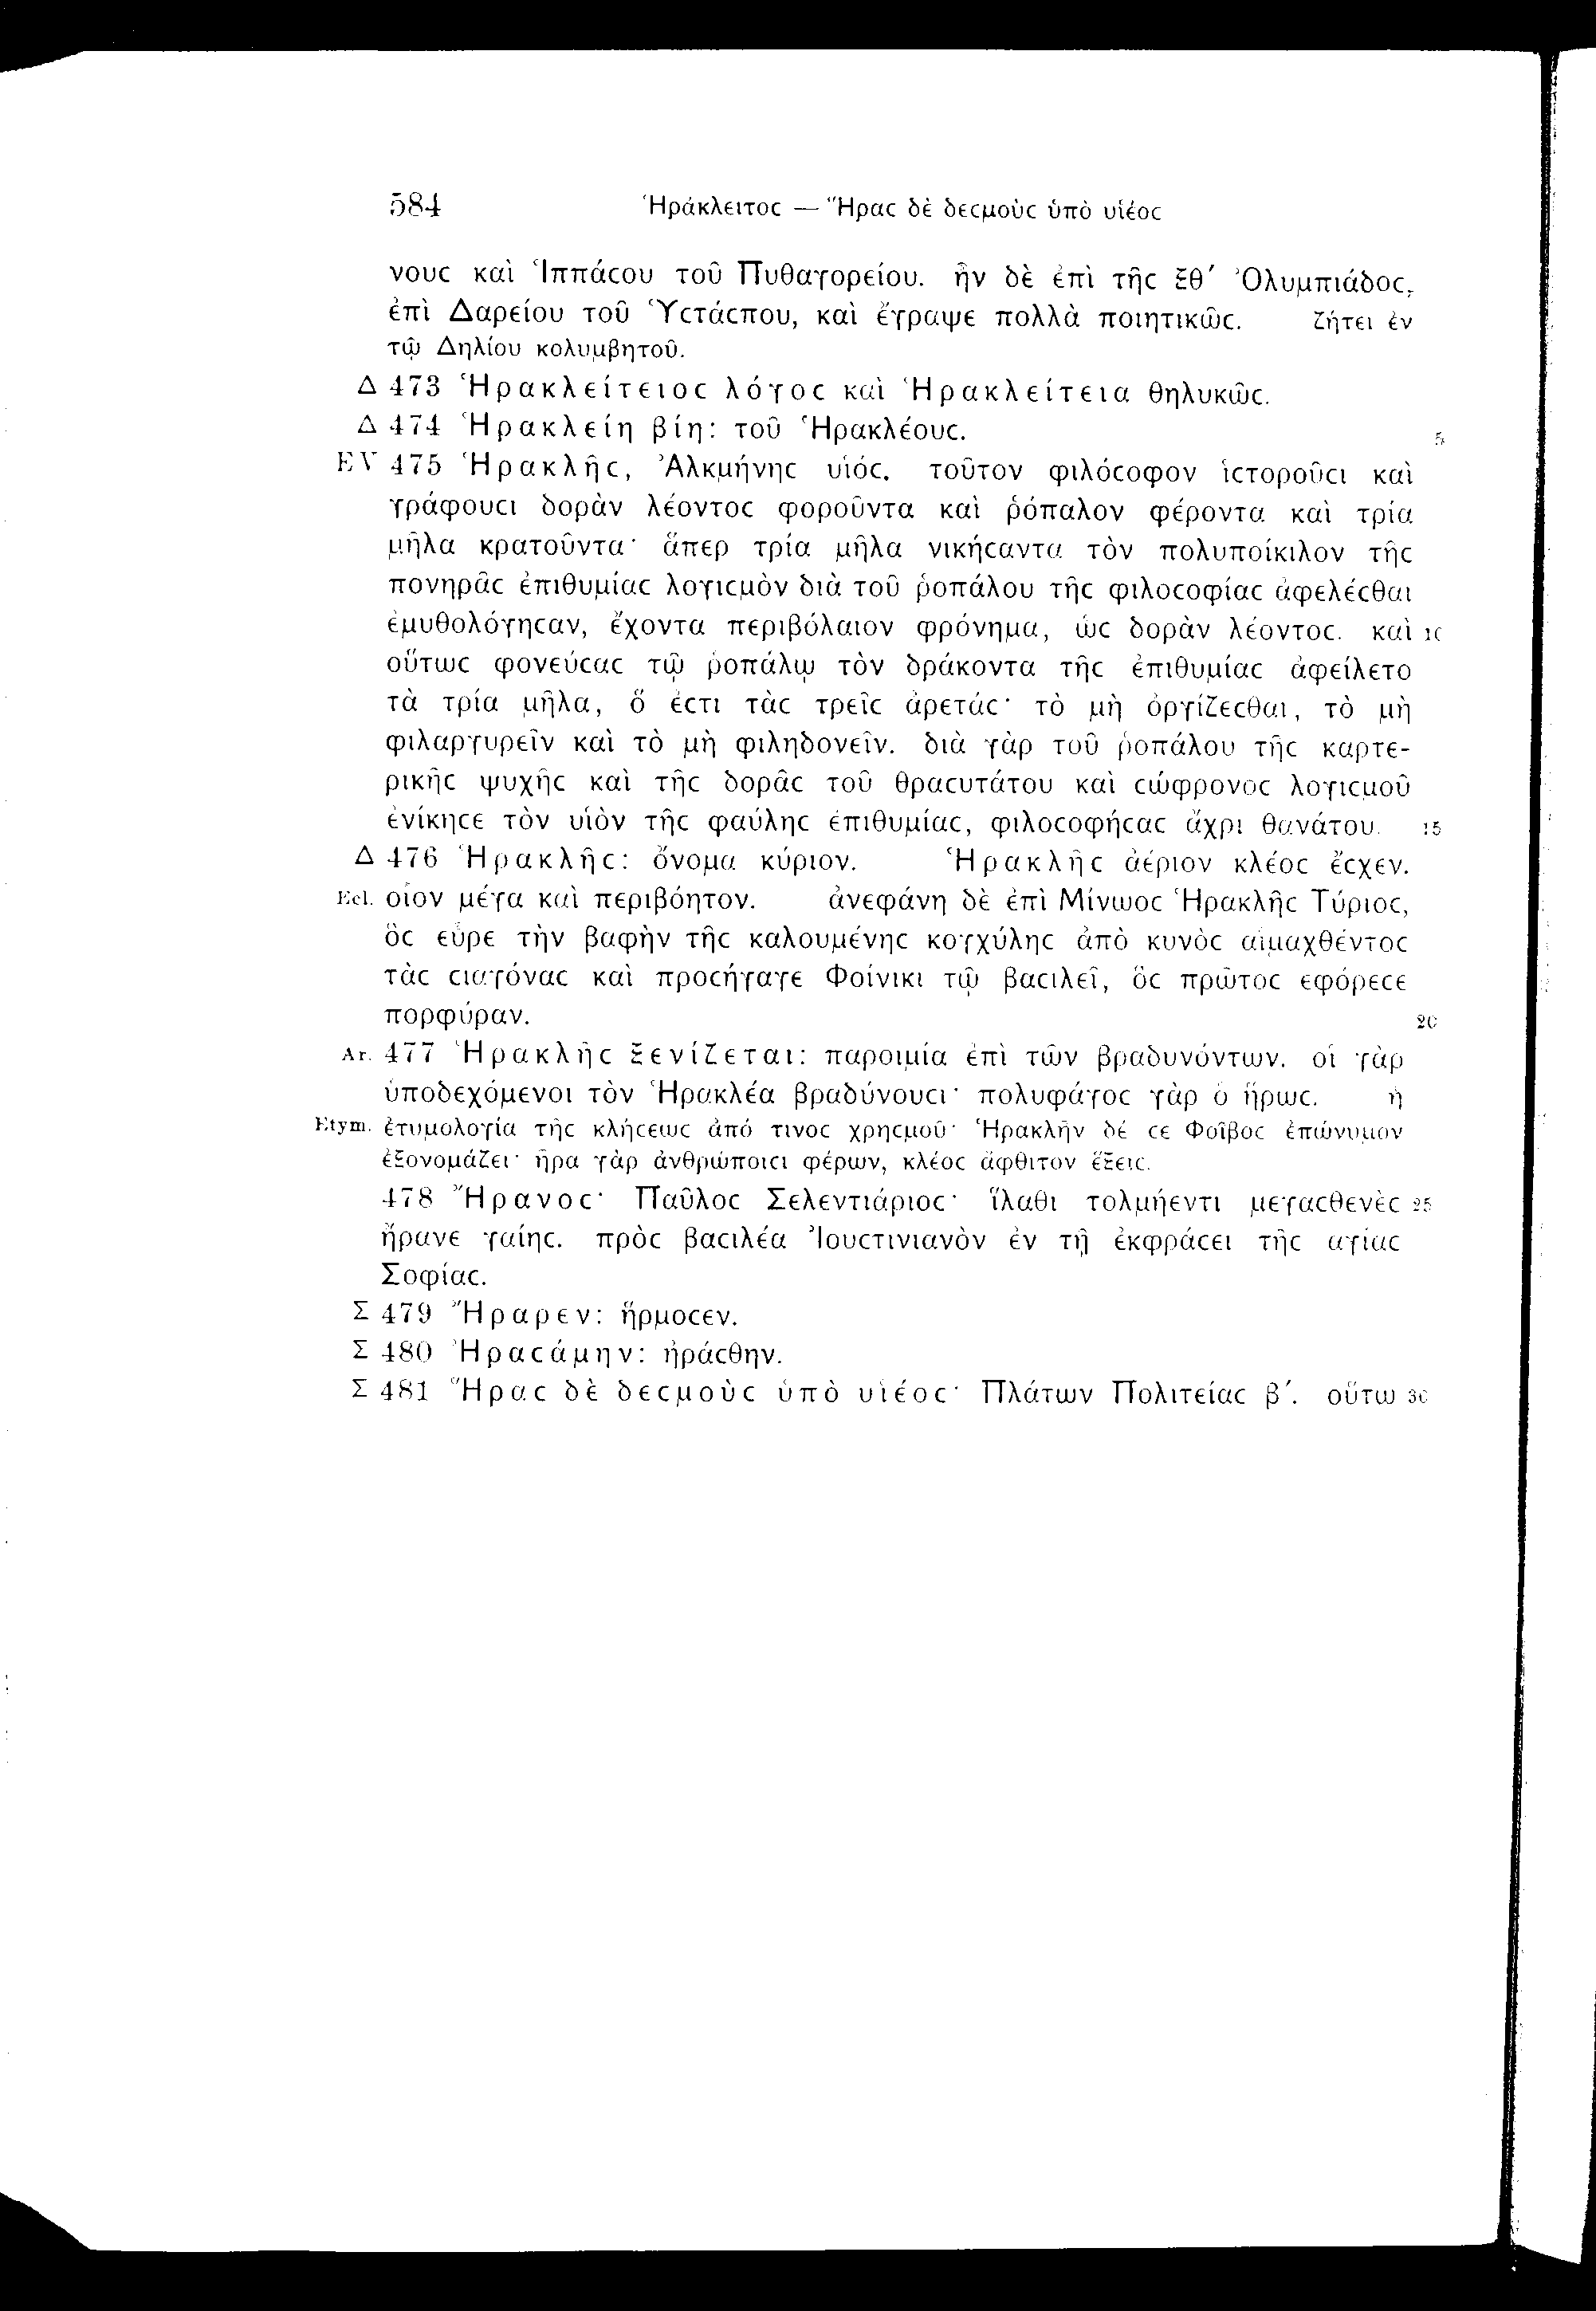 584 Ἡράκλειτοϲ — Ἥραϲ δὲ δεϲμοὺϲ ὑπὸ υἱέοϲ
νουϲ καὶ Ἱππάϲου τοῦ Πυθαγορείου. ἦν δὲ ἐπὶ τῆϲ ξθʹ Ὀλυμπιάδοϲ,
ἐπὶ Δαρείου τοῦ Ὑϲτάϲπου, καὶ ἔγραψε πολλὰ ποιητικῶϲ. ζήτει ἐν
τῷ Δηλίου κολυμβητοῦ.
Δ 473 Ἡρακλείτειοϲ λόγοϲ καὶ Ἡρακλείτεια θηλυκῶϲ.
Δ 474 Ἡρακλείη βίη: τοῦ Ἡρακλέουϲ. 5
EV 475 Ἡρακλῆϲ, Ἀλκμήνηϲ υἱόϲ. τοῦτον φιλόϲοφον ἱϲτοροῦϲι καὶ
γράφουϲι δορὰν λέοντοϲ φοροῦντα καὶ ῥόπαλον φέροντα καὶ τρία
μῆλα κρατοῦντα· ἅπερ τρία μῆλα νικήϲαντα τὸν πολυποίκιλον τῆϲ
πονηρᾶϲ ἐπιθυμίαϲ λογιϲμὸν διὰ τοῦ ῥοπάλου τῆϲ φιλοϲοφίαϲ ἀφελέϲθαι
ἐμυθολόγηϲαν, ἔχοντα περιβόλαιον φρόνημα, ὡϲ δορὰν λέοντοϲ. καὶ 10
οὕτωϲ φονεύϲαϲ τῷ ῥοπάλῳ τὸν δράκοντα τῆϲ ἐπιθυμίαϲ ἀφείλετο
τὰ τρία μῆλα, ὅ ἐϲτι τὰϲ τρεῖϲ ἀρετάϲ· τὸ μὴ ὀργίζεϲθαι, τὸ μὴ
φιλαργυρεῖν καὶ τὸ μὴ φιληδονεῖν. διὰ γὰρ τοῦ ῥοπάλου τῆϲ καρτε-
ρικῆϲ ψυχῆϲ καὶ τῆϲ δορᾶϲ τοῦ θραϲυτάτου καὶ ϲώφρονοϲ λογιϲμοῦ
ἐνίκηϲε τὸν υἱὸν τῆϲ φαύληϲ ἐπιθυμίαϲ, φιλοϲοφήϲαϲ ἄχρι θανάτου. 15
Δ 476 Ἡρακλῆϲ: ὄνομα κύριον. Ἡρακλῆϲ ἀέριον κλέοϲ ἔϲχεν.
Ecl. οἷον μέγα καὶ περιβόητον. ἀνεφάνη δὲ ἐπὶ Μίνωοϲ Ἡρακλῆϲ Τύριοϲ,
ὃϲ εὗρε τὴν βαφὴν τῆϲ καλουμένηϲ κογχύληϲ ἀπὸ κυνὸϲ αἱμαχθέντοϲ
τὰϲ ϲιαγόναϲ καὶ προϲήγαγε Φοίνικι τῷ βαϲιλεῖ, ὃϲ πρῶτοϲ ἐφόρεϲε
πορφύραν. 20
Ar. 477 Ἡρακλῆϲ ξενίζεται: παροιμία ἐπὶ τῶν βραδυνόντων. οἱ γὰρ
ὑποδεχόμενοι τὸν Ἡρακλέα βραδύνουϲι· πολυφάγοϲ γὰρ ὁ ἥρωϲ. ἡ
Etym. ἐτυμολογία τῆϲ κλήϲεωϲ ἀπό τινοϲ χρηϲμοῦ· Ἡρακλῆν δέ ϲε Φοῖβοϲ ἐπώνυμον
ἐξονομάζει· ἦρα γὰρ ἀνθρώποιϲι φέρων, κλέοϲ ἄφθιτον ἕξειϲ.
478 Ἤρανοϲ· Παῦλοϲ Σελεντιάριοϲ· ἵλαθι τολμήεντι μεγαϲθενὲϲ 25
ἤρανε γαίηϲ. πρὸϲ βαϲιλέα Ἰουϲτινιανὸν ἐν τῇ ἐκφράϲει τῆϲ ἁγίαϲ
Σοφίαϲ.
Σ 479 Ἤραρεν: ἥρμοϲεν.
Σ 480 Ἠραϲάμην: ἠράϲθην.
Σ 481 Ἥραϲ δὲ δεϲμοὺϲ ὑπὸ υἱέοϲ· Πλάτων Πολιτείαϲ βʹ. οὕτω 30